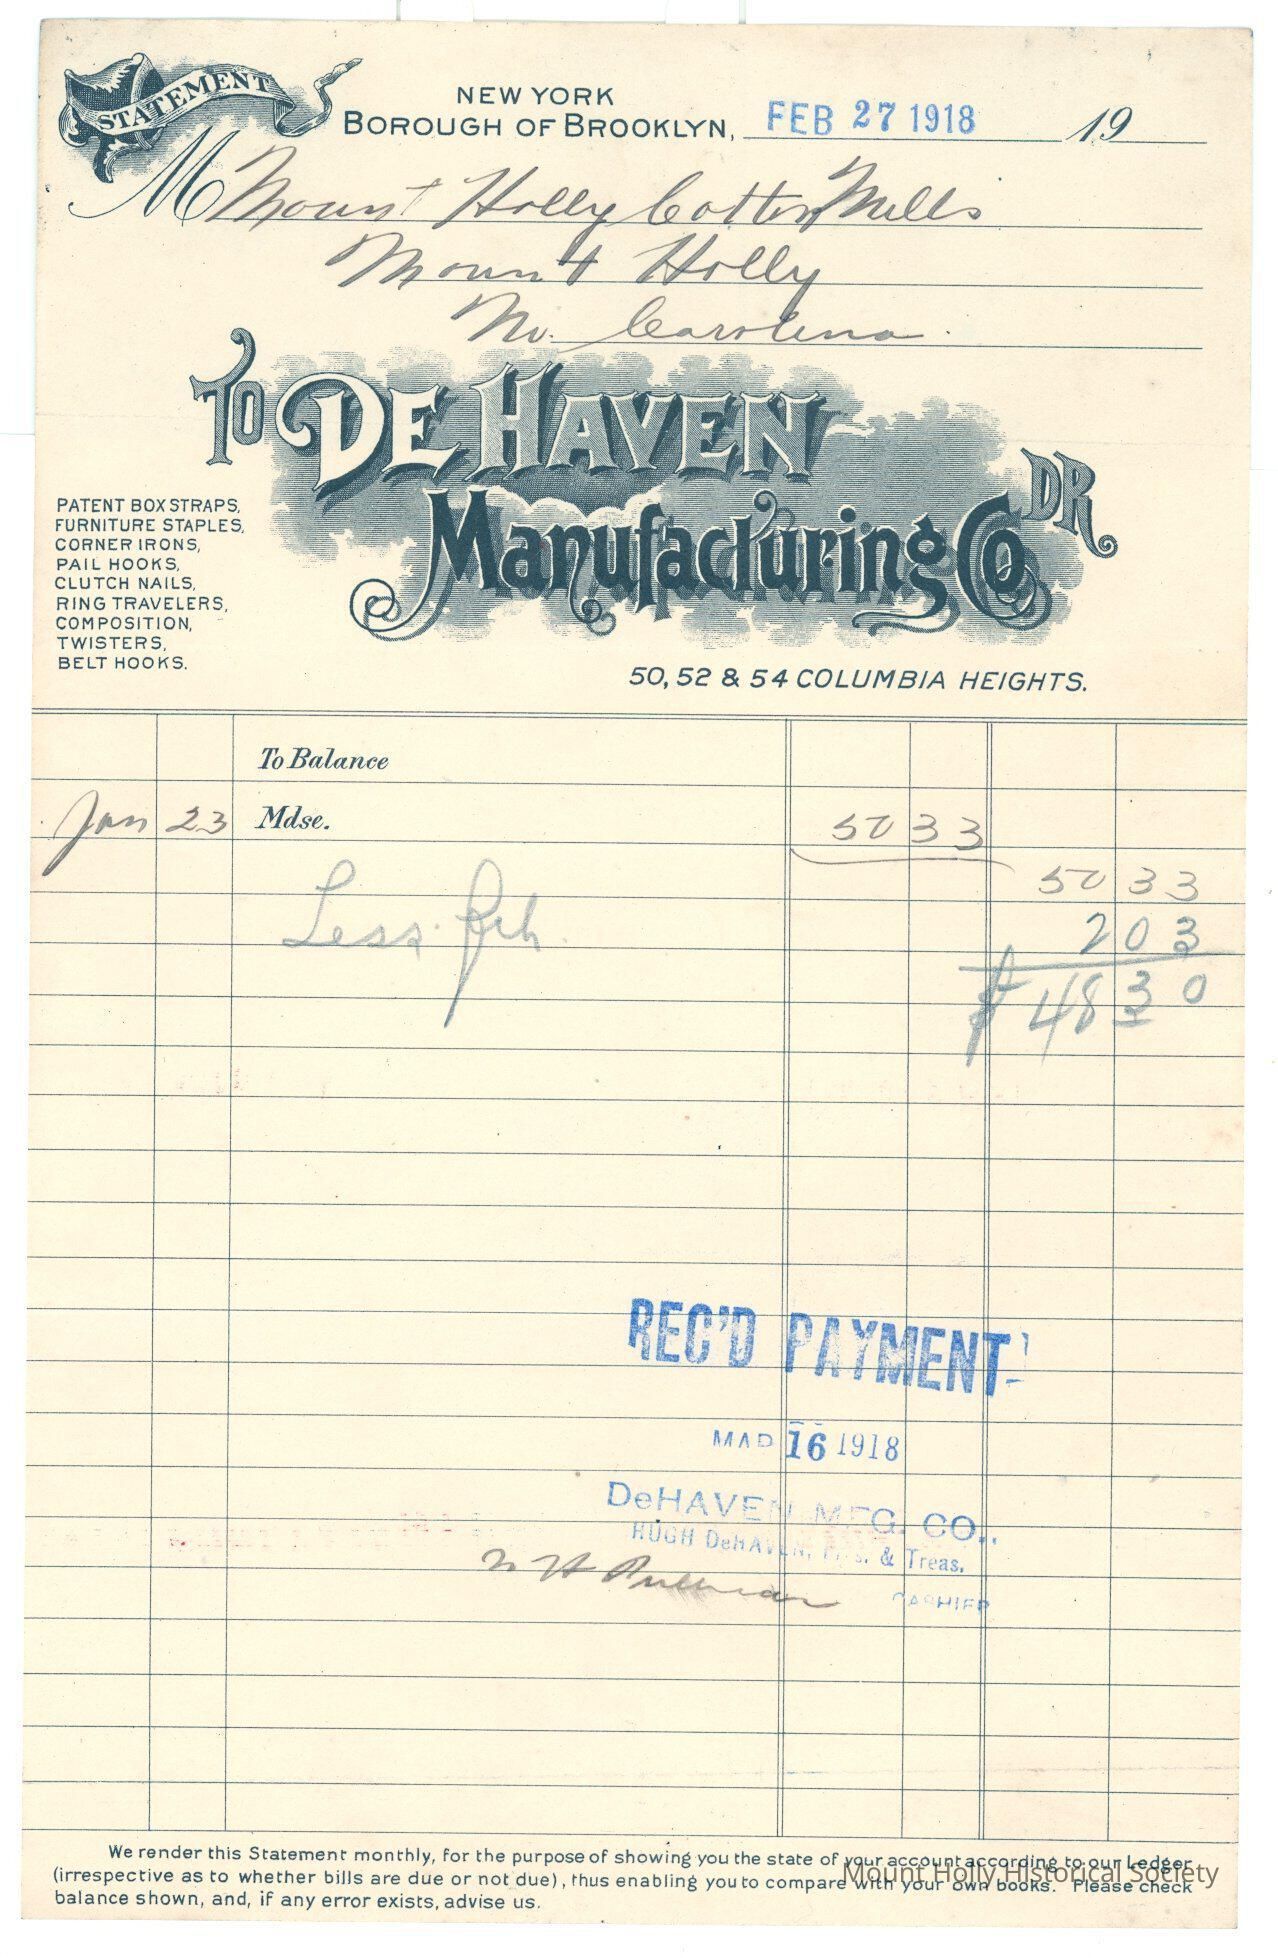 STATEMENT
NEW YORK
BOROUGH OF BROOKLYN, FEB 27 1918 19
M Mount Holly Cotton Mills
Mount Holly
No. Carolina
TO DE HAVEN
Manufacturing Co DR
PATENT BOX STRAPS,
FURNITURE STAPLES,
CORNER IRONS,
PAIL HOOKS,
CLUTCH NAILS,
RING TRAVELERS,
COMPOSITION,
TWISTERS,
BELT HOOKS.
50, 52 & 54 COLUMBIA HEIGHTS.
To Balance
Jan 23 Mdse. 50 33
50 33
Less frt. 2 03
$ 48 30
REC'D PAYMENT
MAR 16 1918
DeHAVEN MFG. CO.,
HUGH DeHAVEN, Pres. & Treas.
CASHIER
We render this Statement monthly, for the purpose of showing you the state of your account according to our Ledger
(irrespective as to whether bills are due or not due), thus enabling you to compare with your own books. Please check
balance shown, and, if any error exists, advise us.
Mount Holly Historical Society